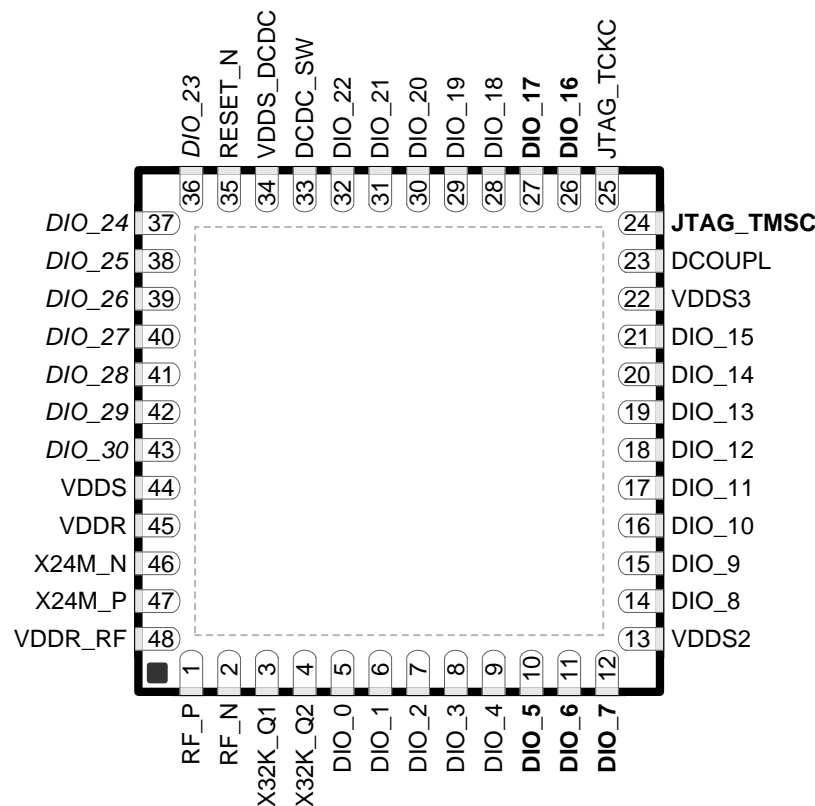 DIO_23
RESET_N
VDDS_DCDC
DCDC_SW
DIO_22
DIO_21
DIO_20
DIO_19
DIO_18
DIO_17
DIO_16
JTAG_TCKC
36 35 34 33 32 31 30 29 28 27 26 25
DIO_24 37
DIO_25 38
DIO_26 39
DIO_27 40
DIO_28 41
DIO_29 42
DIO_30 43
VDDS 44
VDDR 45
X24M_N 46
X24M_P 47
VDDR_RF 48
24 JTAG_TMSC
23 DCOUPL
22 VDDS3
21 DIO_15
20 DIO_14
19 DIO_13
18 DIO_12
17 DIO_11
16 DIO_10
15 DIO_9
14 DIO_8
13 VDDS2
1 2 3 4 5 6 7 8 9 10 11 12
RF_P
RF_N
X32K_Q1
X32K_Q2
DIO_0
DIO_1
DIO_2
DIO_3
DIO_4
DIO_5
DIO_6
DIO_7